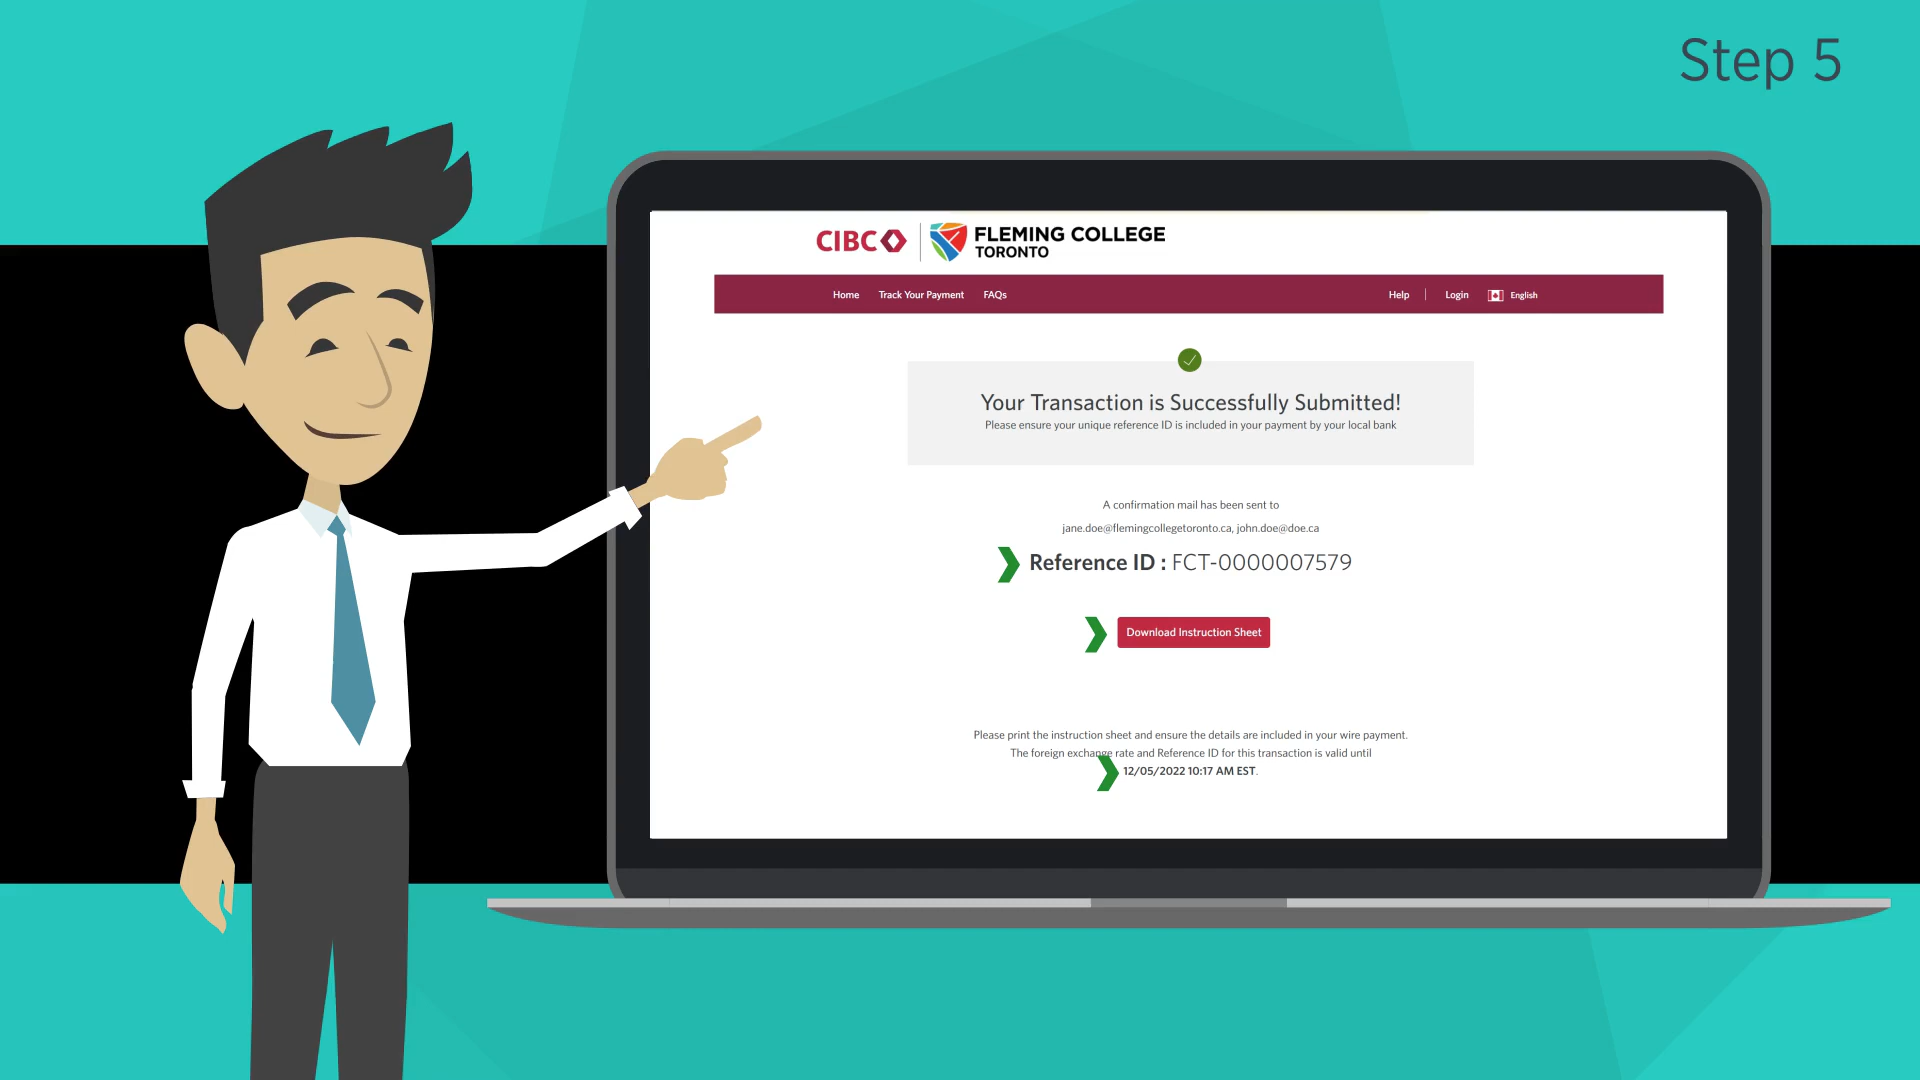 Step 5
CIBC
FLEMING COLLEGE
TORONTO
Home Track Your Payment FAQs Help Login English
Your Transaction is Successfully Submitted!
Please ensure your unique reference ID is included in your payment by your local bank
A confirmation mail has been sent to
jane.doe@flemingcollegetoronto.ca, john.doe@doe.ca
Reference ID : FCT-0000007579
Download Instruction Sheet
Please print the instruction sheet and ensure the details are included in your wire payment.
The foreign exchange rate and Reference ID for this transaction is valid until
12/05/2022 10:17 AM EST.